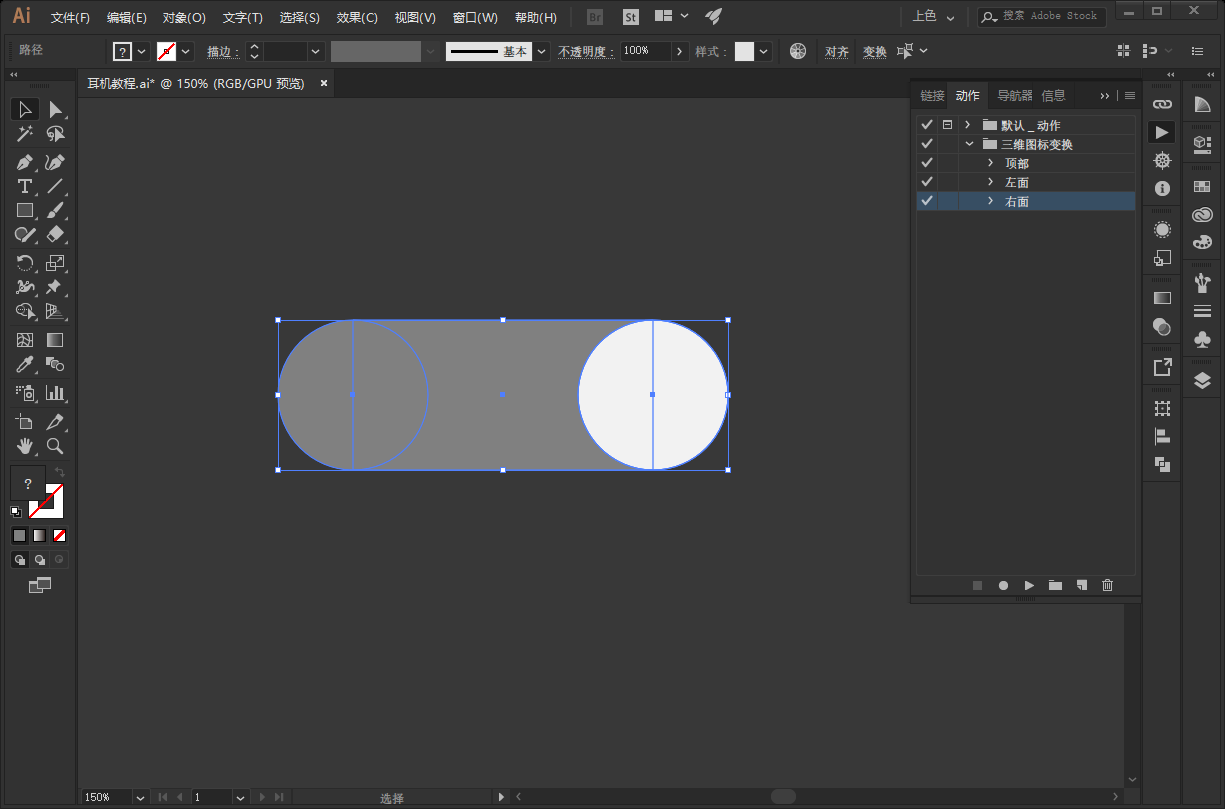 Ai 文件(F) 编辑(E) 对象(O) 文字(T) 选择(S) 效果(C) 视图(V) 窗口(W) 帮助(H) Br St 上色 搜索 Adobe Stock
路径 ? 描边： 基本 不透明度： 100% 样式： 对齐 变换
耳机教程.ai* @ 150% (RGB/GPU 预览) ×
链接 动作 导航器 信息
默认 _ 动作
三维图标变换
顶部
左面
右面
T
?
150% 1 选择